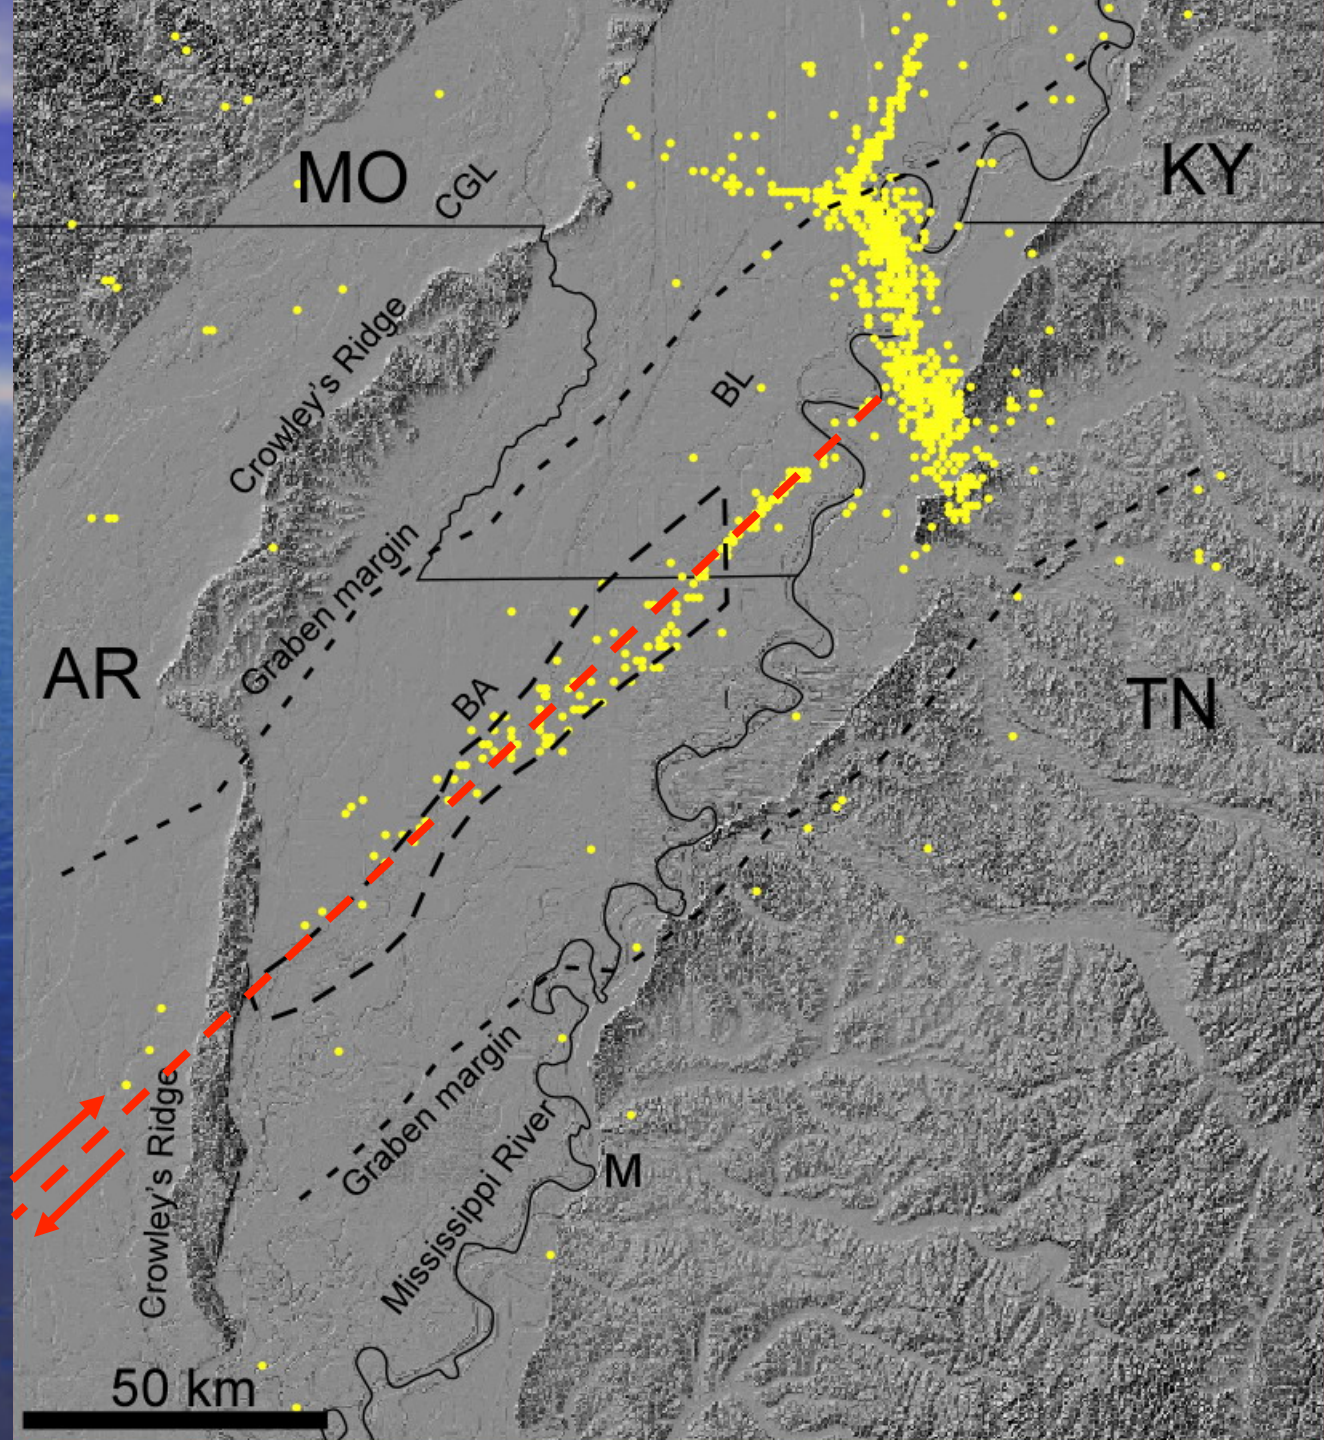 MO
CGL
KY
Crowley's Ridge
BL
Graben margin
AR
BA
TN
Graben margin
Crowley's Ridge
Mississippi River
M
50 km